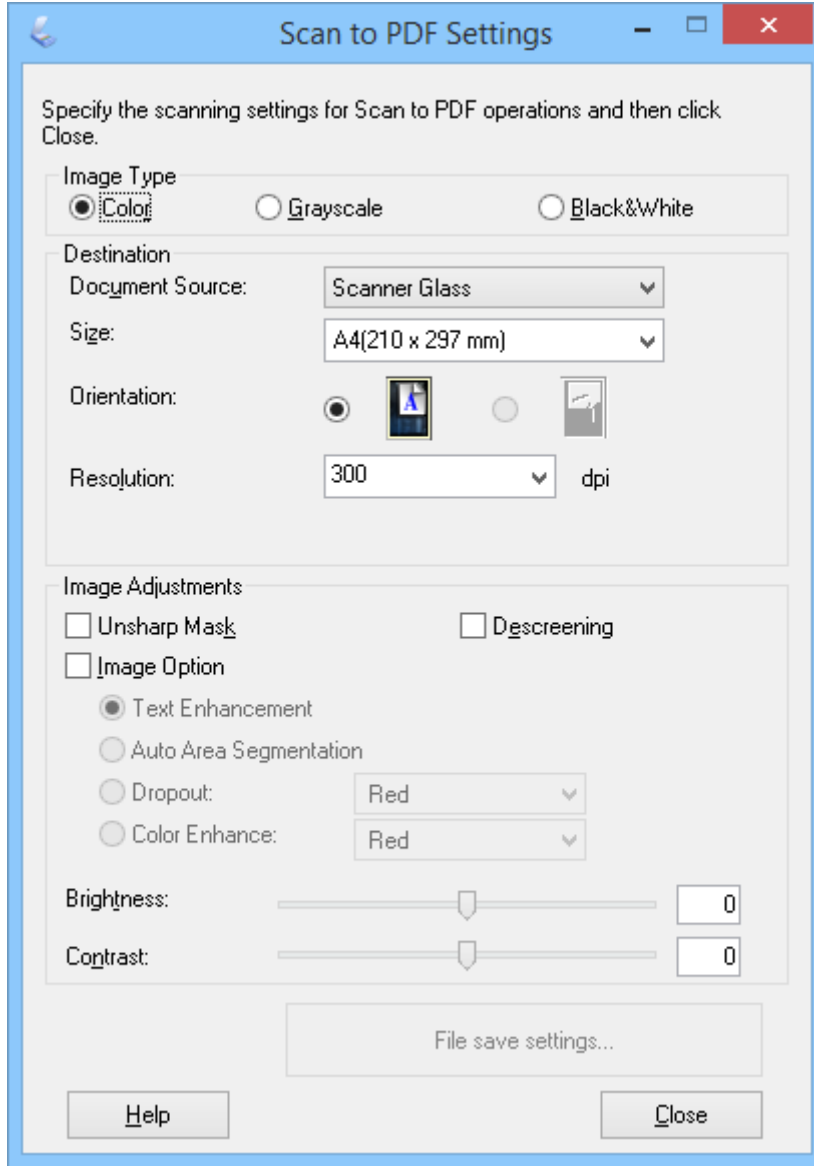 Scan to PDF Settings
Specify the scanning settings for Scan to PDF operations and then click
Close.
Image Type
Color Grayscale Black&White
Destination
Document Source: Scanner Glass
Size: A4(210 x 297 mm)
Orientation: A
Resolution: 300 dpi
Image Adjustments
Unsharp Mask Descreening
Image Option
Text Enhancement
Auto Area Segmentation
Dropout: Red
Color Enhance: Red
Brightness: 0
Contrast: 0
File save settings...
Help Close